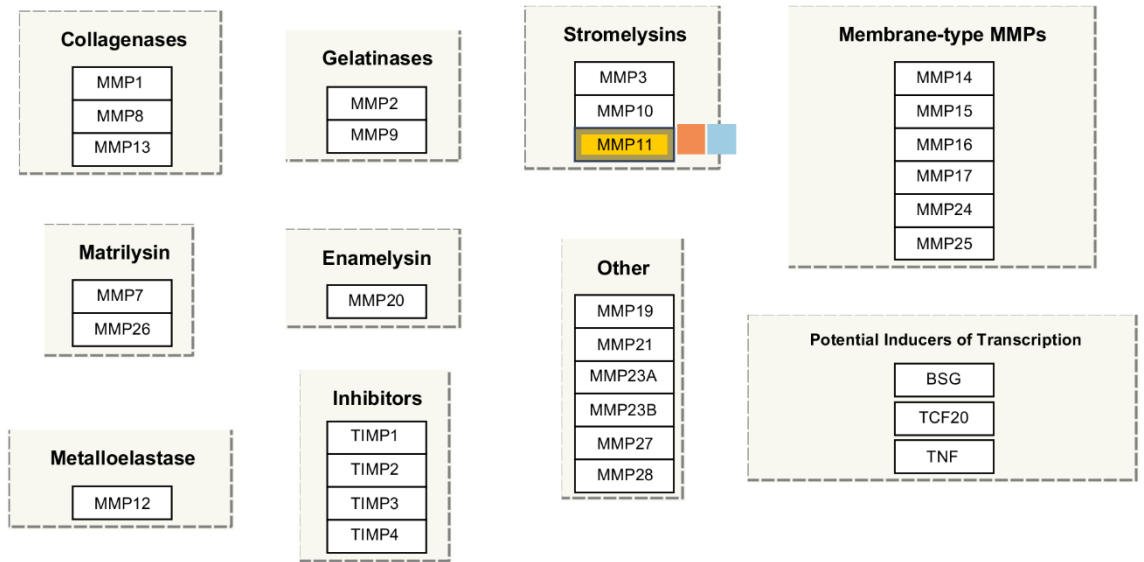 Collagenases
MMP1
MMP8
MMP13
Gelatinases
MMP2
MMP9
Stromelysins
MMP3
MMP10
MMP11
Membrane-type MMPs
MMP14
MMP15
MMP16
MMP17
MMP24
MMP25
Matrilysin
MMP7
MMP26
Enamelysin
MMP20
Other
MMP19
MMP21
MMP23A
MMP23B
MMP27
MMP28
Potential Inducers of Transcription
BSG
TCF20
TNF
Metalloelastase
MMP12
Inhibitors
TIMP1
TIMP2
TIMP3
TIMP4